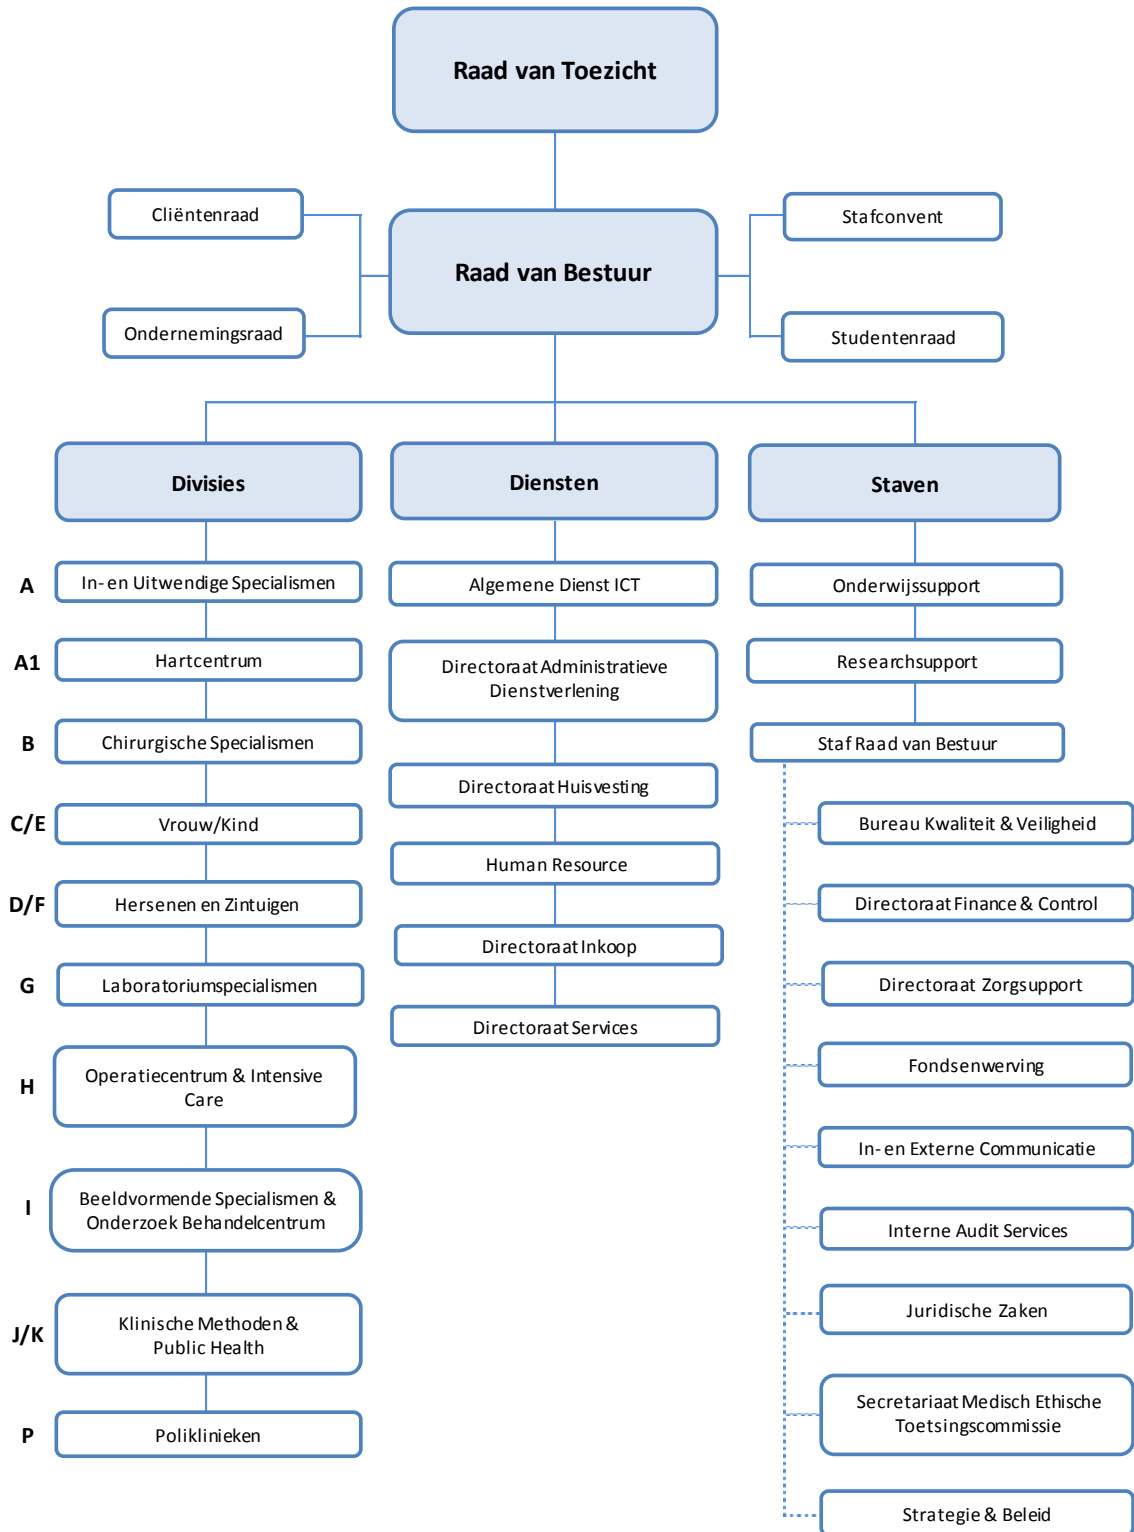 Raad van Toezicht
Cliëntenraad
Stafconvent
Raad van Bestuur
Ondernemingsraad
Studentenraad
Divisies
Diensten
Staven
A
In- en Uitwendige Specialismen
A1
Hartcentrum
B
Chirurgische Specialismen
C/E
Vrouw/Kind
D/F
Hersenen en Zintuigen
G
Laboratoriumspecialismen
H
Operatiecentrum & Intensive
Care
I
Beeldvormende Specialismen &
Onderzoek Behandelcentrum
J/K
Klinische Methoden &
Public Health
P
Poliklinieken
Algemene Dienst ICT
Directoraat Administratieve
Dienstverlening
Directoraat Huisvesting
Human Resource
Directoraat Inkoop
Directoraat Services
Onderwijssupport
Researchsupport
Staf Raad van Bestuur
Bureau Kwaliteit & Veiligheid
Directoraat Finance & Control
Directoraat Zorgsupport
Fondsenwerving
In- en Externe Communicatie
Interne Audit Services
Juridische Zaken
Secretariaat Medisch Ethische
Toetsingscommissie
Strategie & Beleid